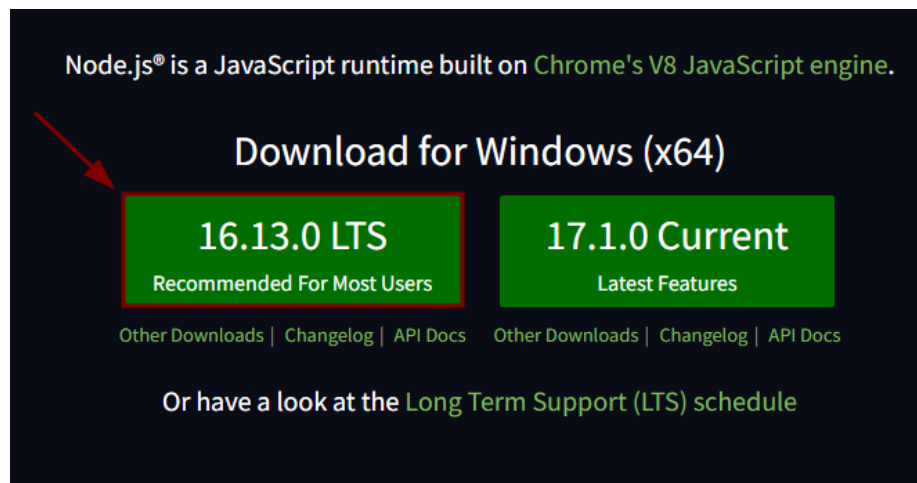 Node.js® is a JavaScript runtime built on Chrome's V8 JavaScript engine.
Download for Windows (x64)
16.13.0 LTS
Recommended For Most Users
17.1.0 Current
Latest Features
Other Downloads | Changelog | API Docs
Other Downloads | Changelog | API Docs
Or have a look at the Long Term Support (LTS) schedule